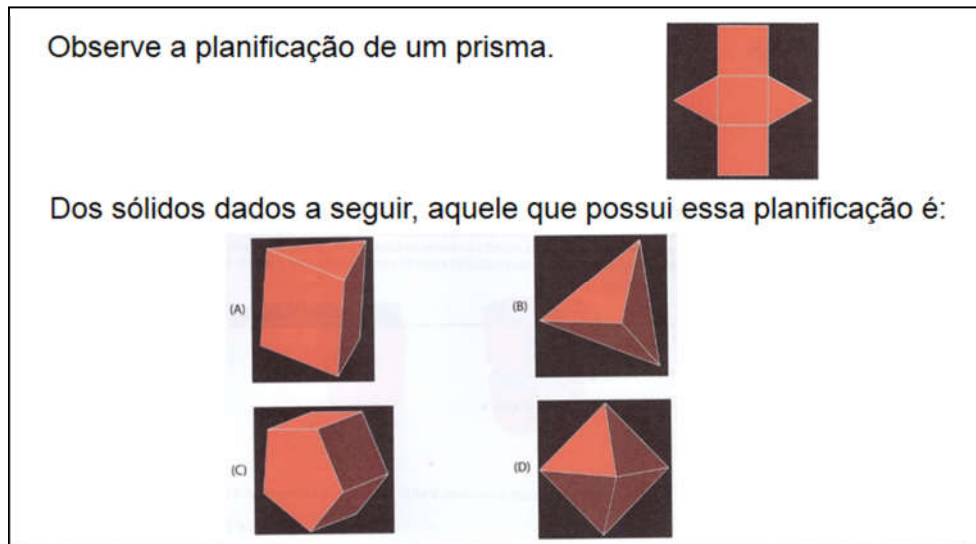 Observe a planificação de um prisma.
Dos sólidos dados a seguir, aquele que possui essa planificação é:
(A)
(B)
(C)
(D)